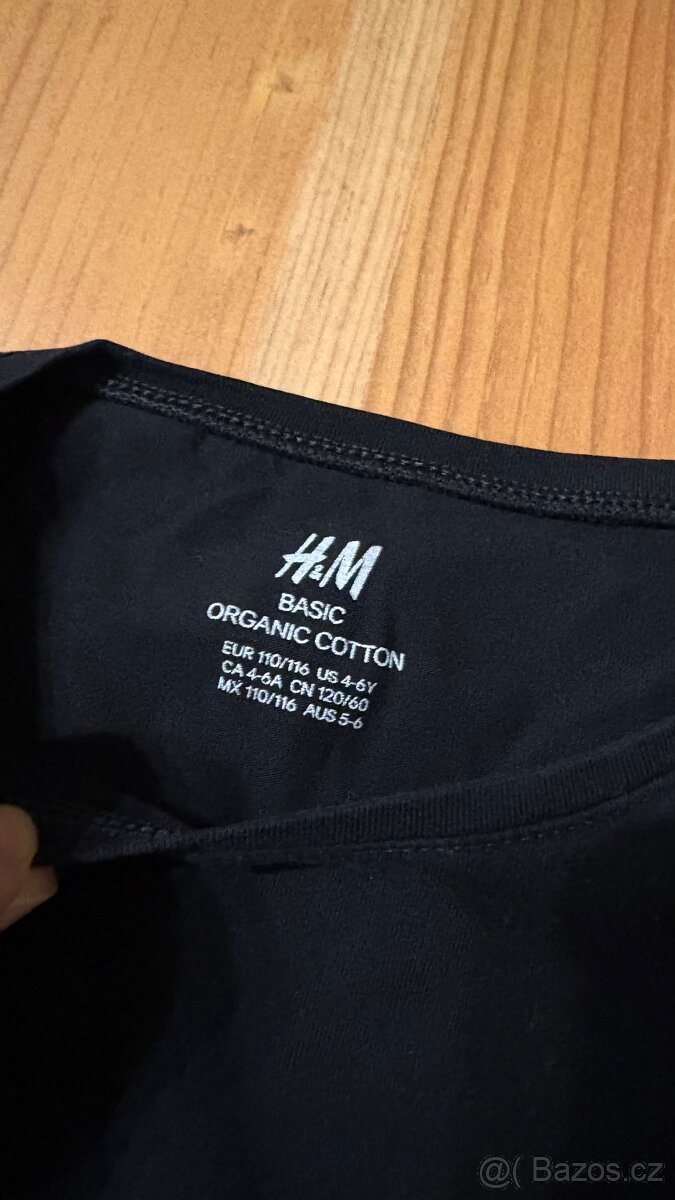 H&M
BASIC
ORGANIC COTTON
EUR 110/116 US 4-6Y
CA 4-6A CN 120/60
MX 110/116 AUS 5-6
@( Bazos.cz